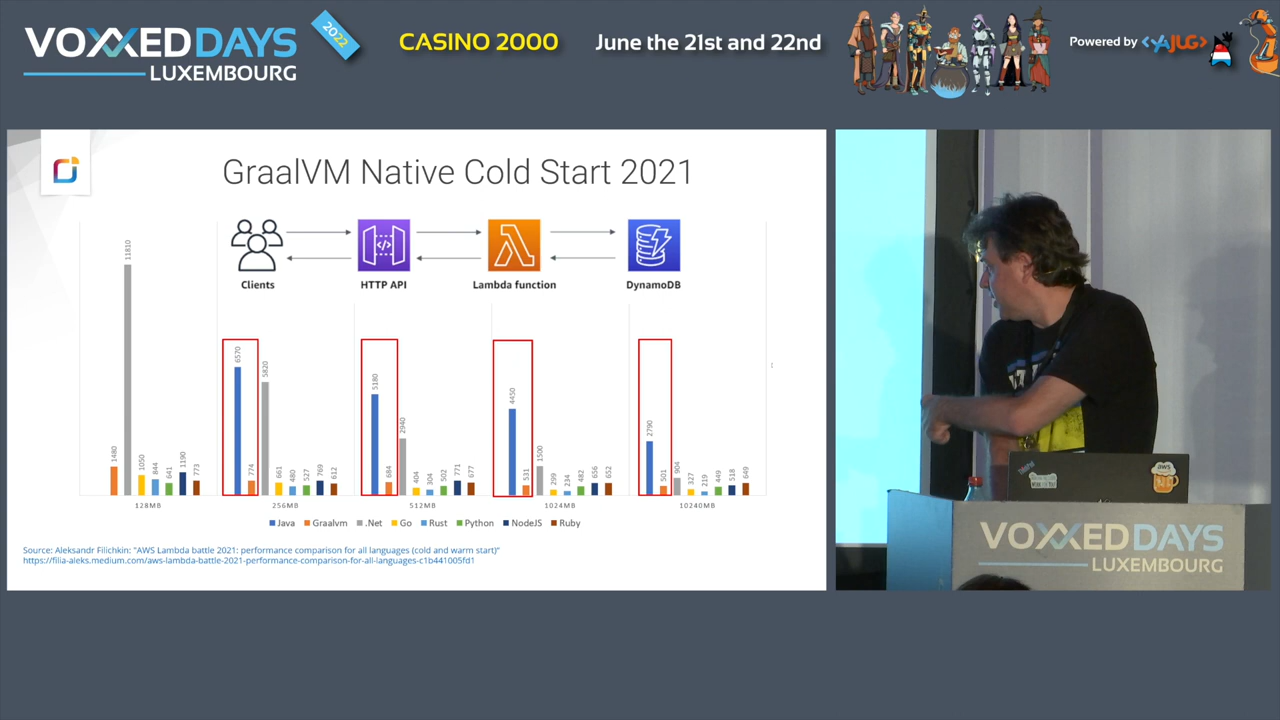 VOXXEDDAYS
LUXEMBOURG
2022
CASINO 2000
June the 21st and 22nd
Powered by <YAJUG>
GraalVM Native Cold Start 2021
Clients
HTTP API
Lambda function
DynamoDB
11810
1480
1050
844
641
1190
773
6570
774
5820
661
480
527
769
612
5180
684
2940
404
304
502
771
677
4450
531
1500
299
234
482
656
652
2790
501
904
327
219
449
518
649
128MB
256MB
512MB
1024MB
10240MB
Java Graalvm .Net Go Rust Python NodeJS Ruby
Source: Aleksandr Filichkin: "AWS Lambda battle 2021: performance comparison for all languages (cold and warm start)"
https://filia-aleks.medium.com/aws-lambda-battle-2021-performance-comparison-for-all-languages-c1b441005fd1
aws
VOXXEDDAYS
LUXEMBOURG